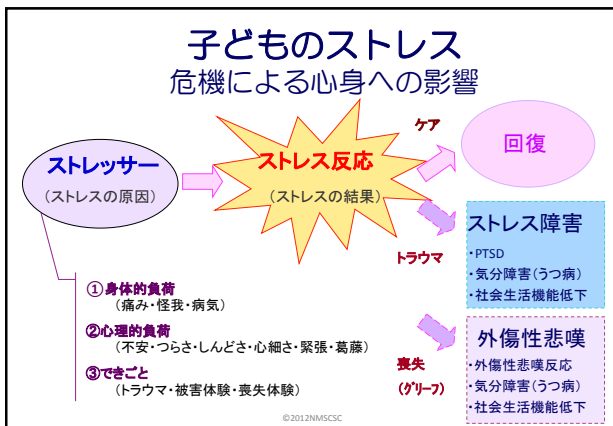 子どものストレス
危機による心身への影響
ストレッサー
（ストレスの原因）
ストレス反応
（ストレスの結果）
ケア
回復
トラウマ
ストレス障害
・PTSD
・気分障害（うつ病）
・社会生活機能低下
①身体的負荷
（痛み・怪我・病気）
②心理的負荷
（不安・つらさ・しんどさ・心細さ・緊張・葛藤）
③できごと
（トラウマ・被害体験・喪失体験）
喪失
（グリーフ）
外傷性悲嘆
・外傷性悲嘆反応
・気分障害（うつ病）
・社会生活機能低下
©2012NMSCSC